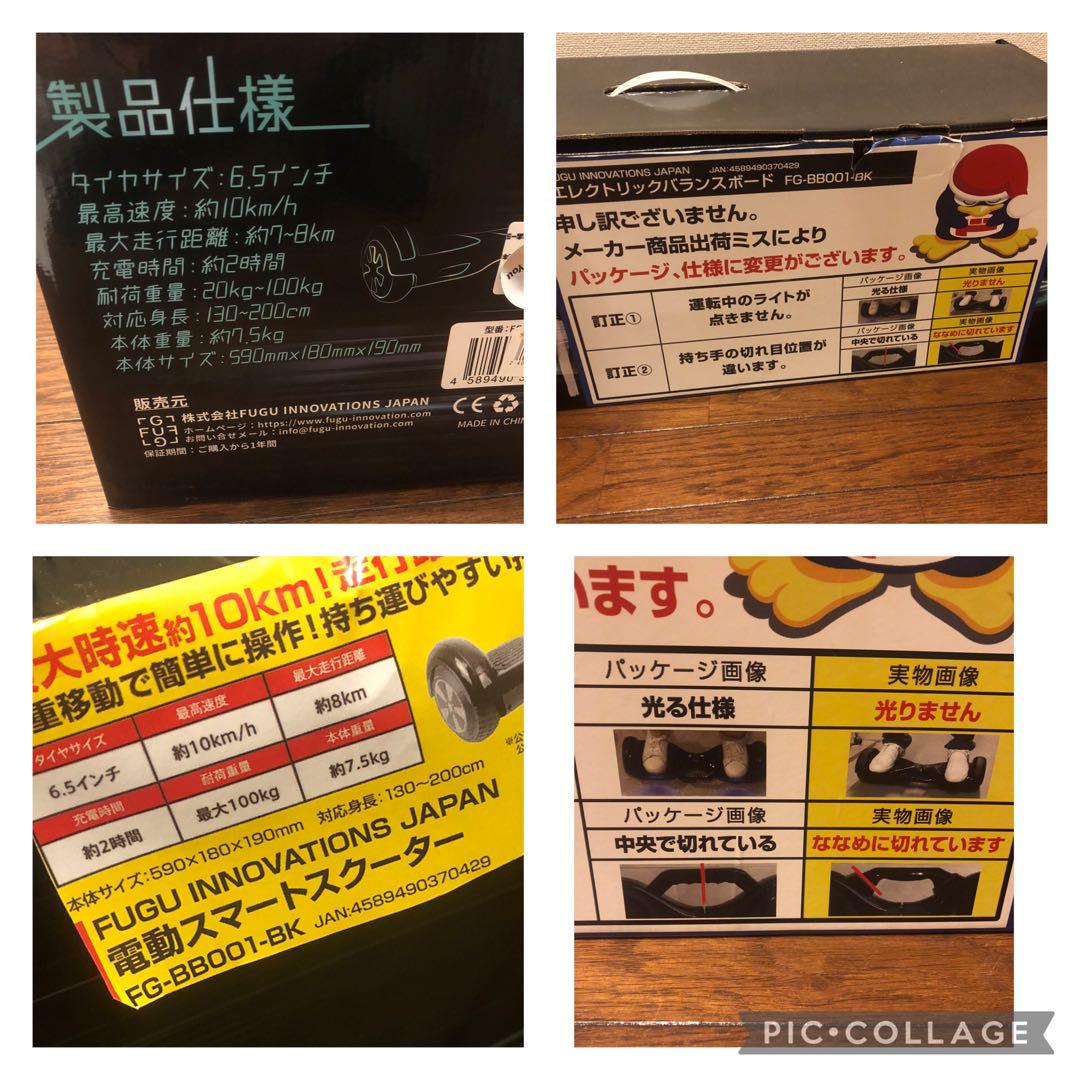 製品仕様
タイヤサイズ:6.5インチ
最高速度:約10km/h
最大走行距離:約7~8km
充電時間:約2時間
耐荷重量:20kg~100kg
対応身長:130~200cm
本体重量:約7.5kg
本体サイズ:590mmx180mmx190mm
型番:FG
4 589490 3
販売元
FUGU
株式会社FUGU INNOVATIONS JAPAN
ホームページ:https://www.fugu-innovation.com
お問い合せメール:info@fugu-innovation.com
保証期間:ご購入から1年間
CE
MADE IN CHIN
FUGU INNOVATIONS JAPAN JAN:4589490370429
エレクトリックバランスボード FG-BB001-BK
申し訳ございません。
メーカー商品出荷ミスにより
パッケージ、仕様に変更がございます。
訂正①
運転中のライトが
点きません。
パッケージ画像
実物画像
光る仕様
光りません
訂正②
持ち手の切れ目位置が
違います。
パッケージ画像
実物画像
中央で切れている
ななめに切れています
大時速約10km!走行距
重移動で簡単に操作!持ち運びやすい
タイヤサイズ
最高速度
最大走行距離
6.5インチ
約10km/h
約8km
充電時間
耐荷重量
本体重量
約2時間
最大100kg
約7.5kg
本体サイズ:590×180×190mm 対応身長:130~200cm
FUGU INNOVATIONS JAPAN
電動スマートスクーター
FG-BB001-BK JAN:4589490370429
います。
パッケージ画像
実物画像
光る仕様
光りません
パッケージ画像
実物画像
中央で切れている
ななめに切れています
PIC•COLLAGE